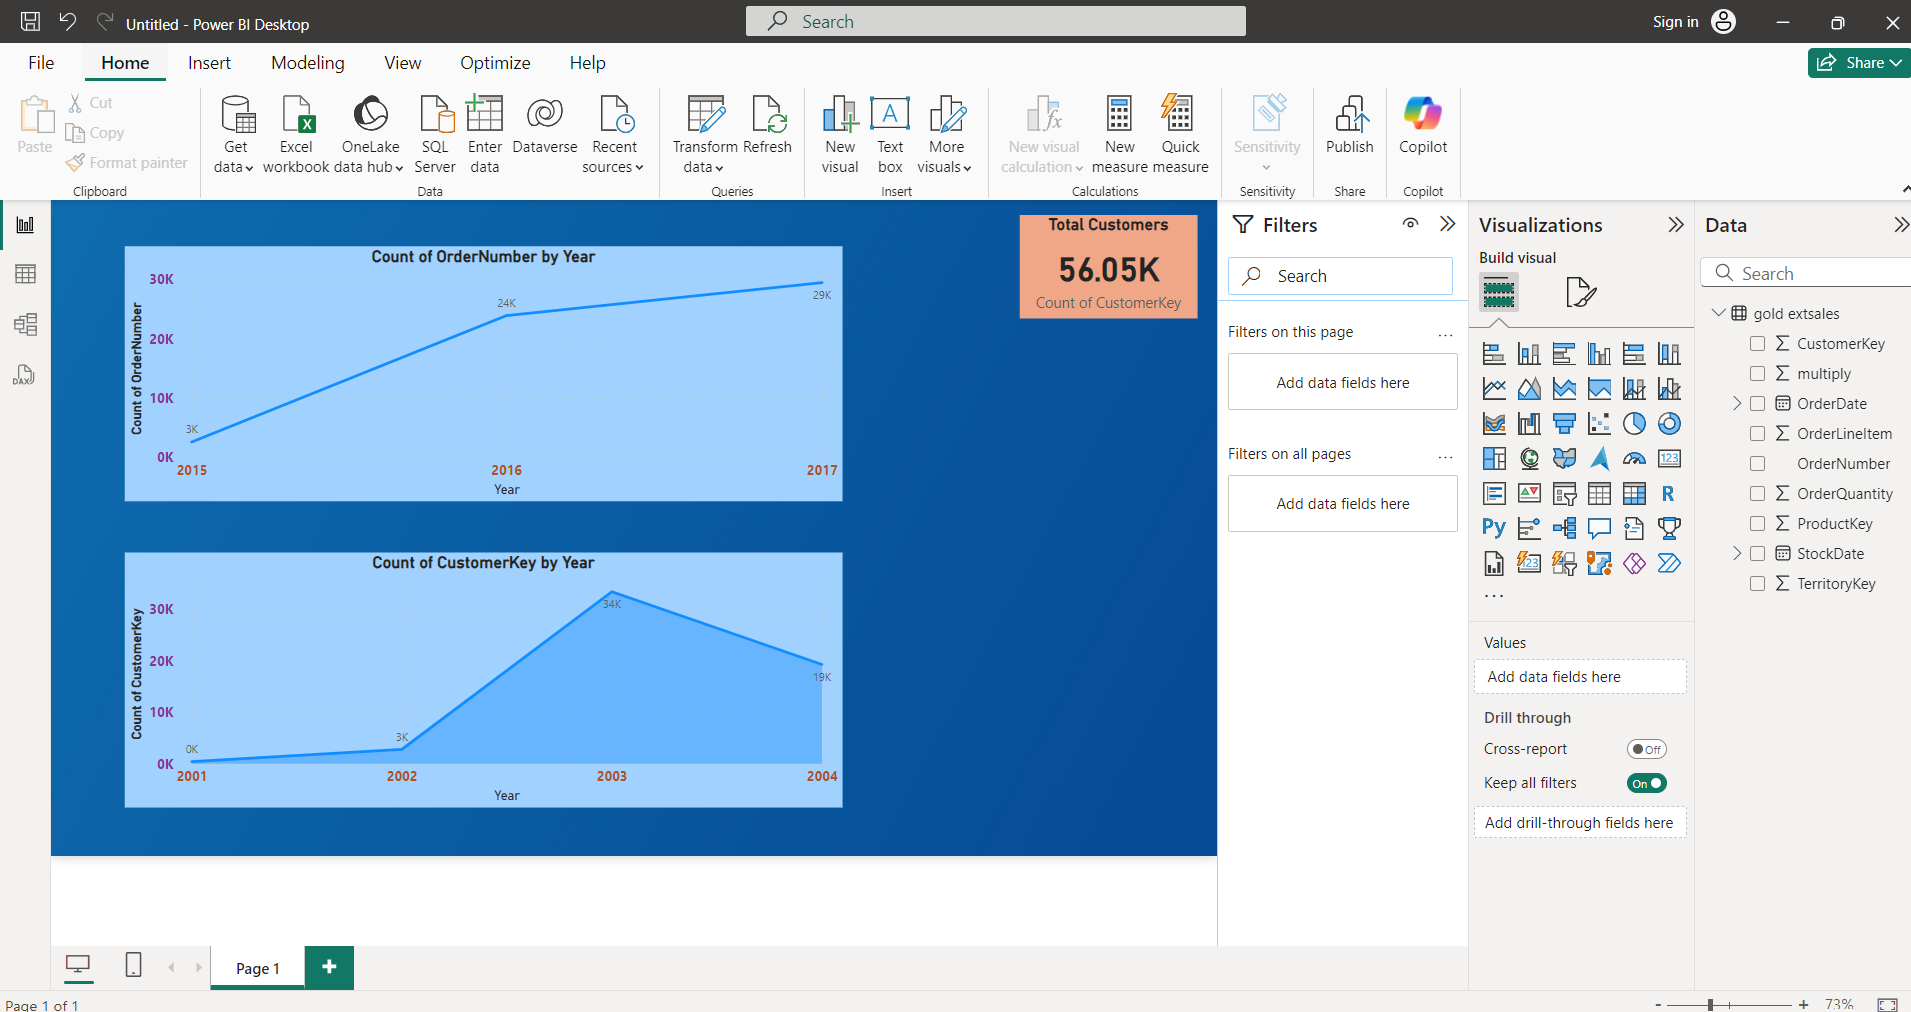 Untitled - Power BI Desktop
Search
Sign in
File Home Insert Modeling View Optimize Help
Share
Paste
Cut
Copy
Format painter
Clipboard
Get data
Excel workbook
OneLake data hub
SQL Server
Enter data
Dataverse
Recent sources
Data
Transform data
Refresh
Queries
New visual
Text box
More visuals
Insert
New visual calculation
New measure
Quick measure
Calculations
Sensitivity
Sensitivity
Publish
Share
Copilot
Copilot
Count of OrderNumber by Year
Count of OrderNumber
30K
20K
10K
0K
3K
24K
29K
2015 2016 2017
Year
Total Customers
56.05K
Count of CustomerKey
Count of CustomerKey by Year
Count of CustomerKey
30K
20K
10K
0K
0K
3K
34K
19K
2001 2002 2003 2004
Year
Filters
Search
Filters on this page
...
Add data fields here
Filters on all pages
...
Add data fields here
Visualizations
Build visual
123
R
Py
123
...
Values
Add data fields here
Drill through
Cross-report
Off
Keep all filters
On
Add drill-through fields here
Data
Search
gold extsales
CustomerKey
multiply
OrderDate
OrderLineItem
OrderNumber
OrderQuantity
ProductKey
StockDate
TerritoryKey
DAX
Page 1
+
Page 1 of 1
- + 73%